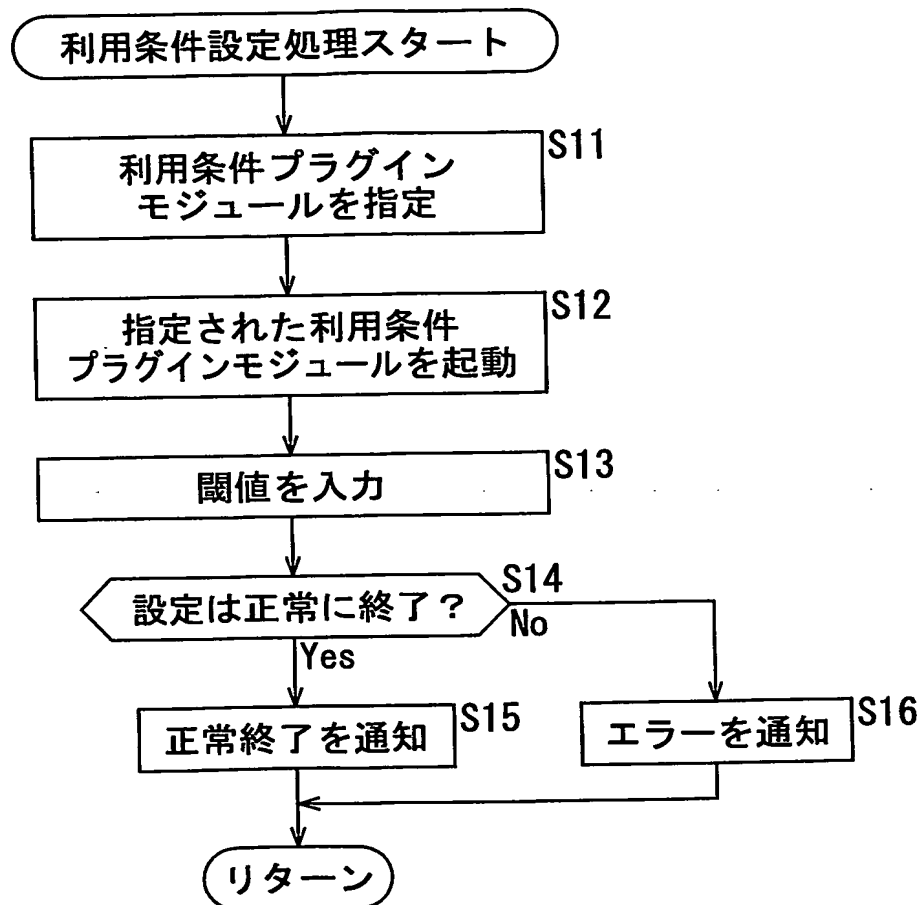 利用条件設定処理スタート
S11
利用条件プラグイン
モジュールを指定
S12
指定された利用条件
プラグインモジュールを起動
S13
閾値を入力
S14
設定は正常に終了?
No
Yes
S15
正常終了を通知
S16
エラーを通知
リターン